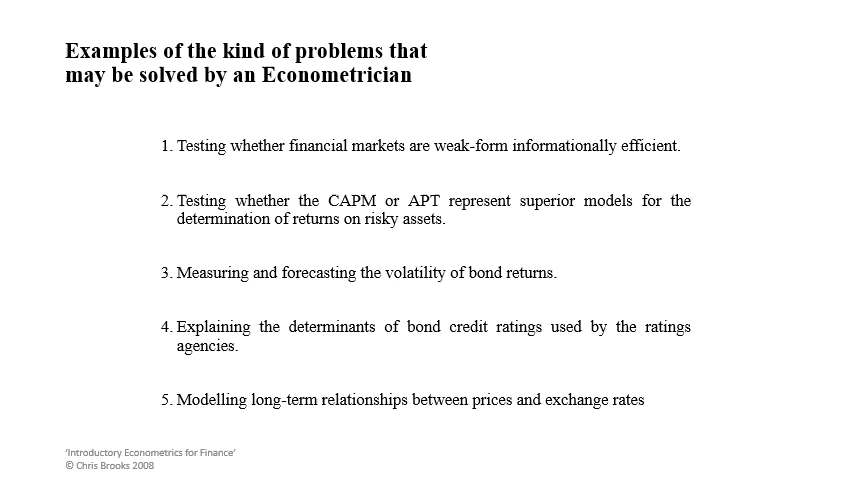 Examples of the kind of problems that
may be solved by an Econometrician
1. Testing whether financial markets are weak-form informationally efficient.
2. Testing whether the CAPM or APT represent superior models for the
determination of returns on risky assets.
3. Measuring and forecasting the volatility of bond returns.
4. Explaining the determinants of bond credit ratings used by the ratings
agencies.
5. Modelling long-term relationships between prices and exchange rates
‘Introductory Econometrics for Finance’
© Chris Brooks 2008